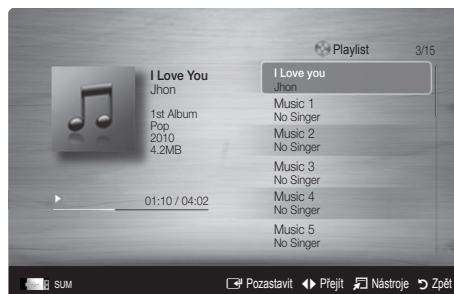 Playlist 3/15
I Love You
Jhon
1st Album
Pop
2010
4.2MB
01:10 / 04:02
I Love you
Jhon
Music 1
No Singer
Music 2
No Singer
Music 3
No Singer
Music 4
No Singer
Music 5
No Singer
SUM Pozastavit Přejít Nástroje Zpět